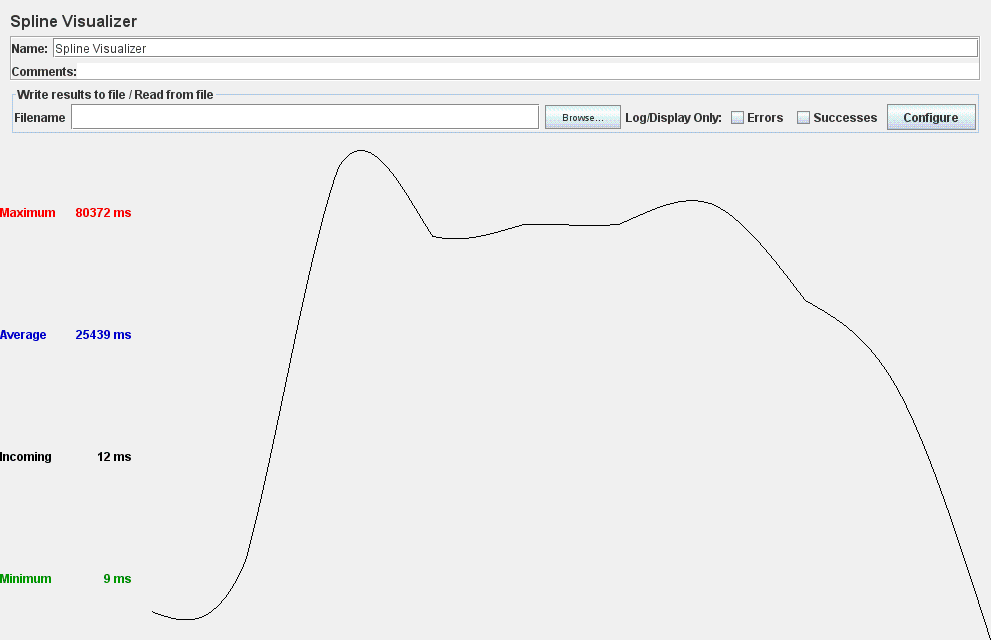 Spline Visualizer
Name: Spline Visualizer
Comments:
Write results to file / Read from file
Filename Browse... Log/Display Only: Errors Successes Configure
Maximum 80372 ms
Average 25439 ms
Incoming 12 ms
Minimum 9 ms